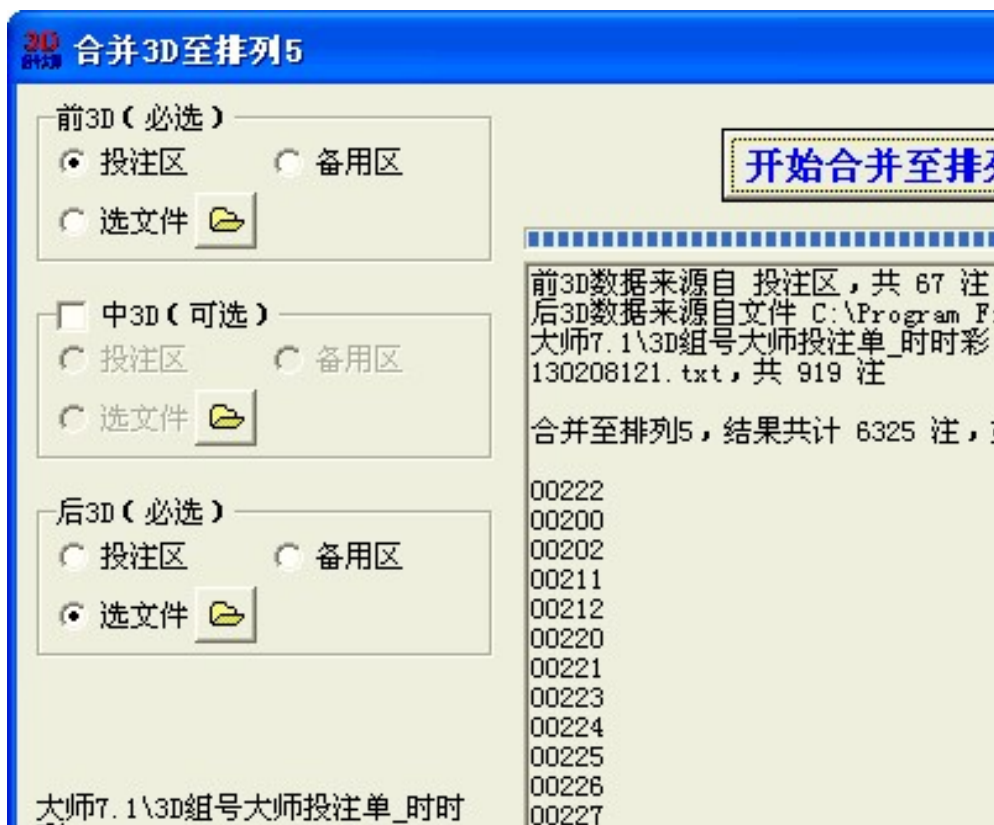 合并3D至排列5
前3D(必选)
投注区
备用区
选文件
中3D(可选)
投注区
备用区
选文件
后3D(必选)
投注区
备用区
选文件
大师7.1\3D组号大师投注单_时时
开始合并至排
前3D数据来源自 投注区，共 67 注
后3D数据来源自文件 C:\Program F
大师7.1\3D组号大师投注单_时时彩
130208121.txt，共 919 注
合并至排列5，结果共计 6325 注，
00222
00200
00202
00211
00212
00220
00221
00223
00224
00225
00226
00227